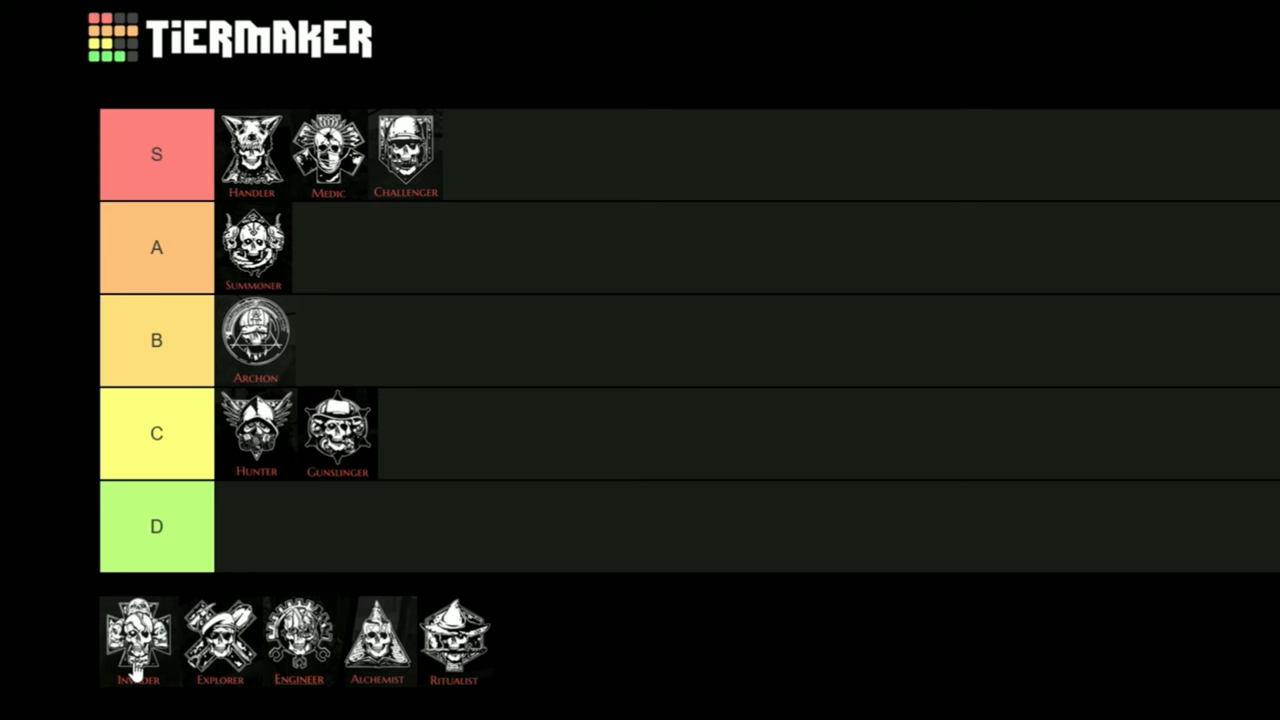 TiERMAKER
S
HANDLER MEDIC CHALLENGER
A
SUMMONER
B
ARCHON
C
HUNTER GUNSLINGER
D
EXPLORER ENGINEER ALCHEMIST RITUALIST